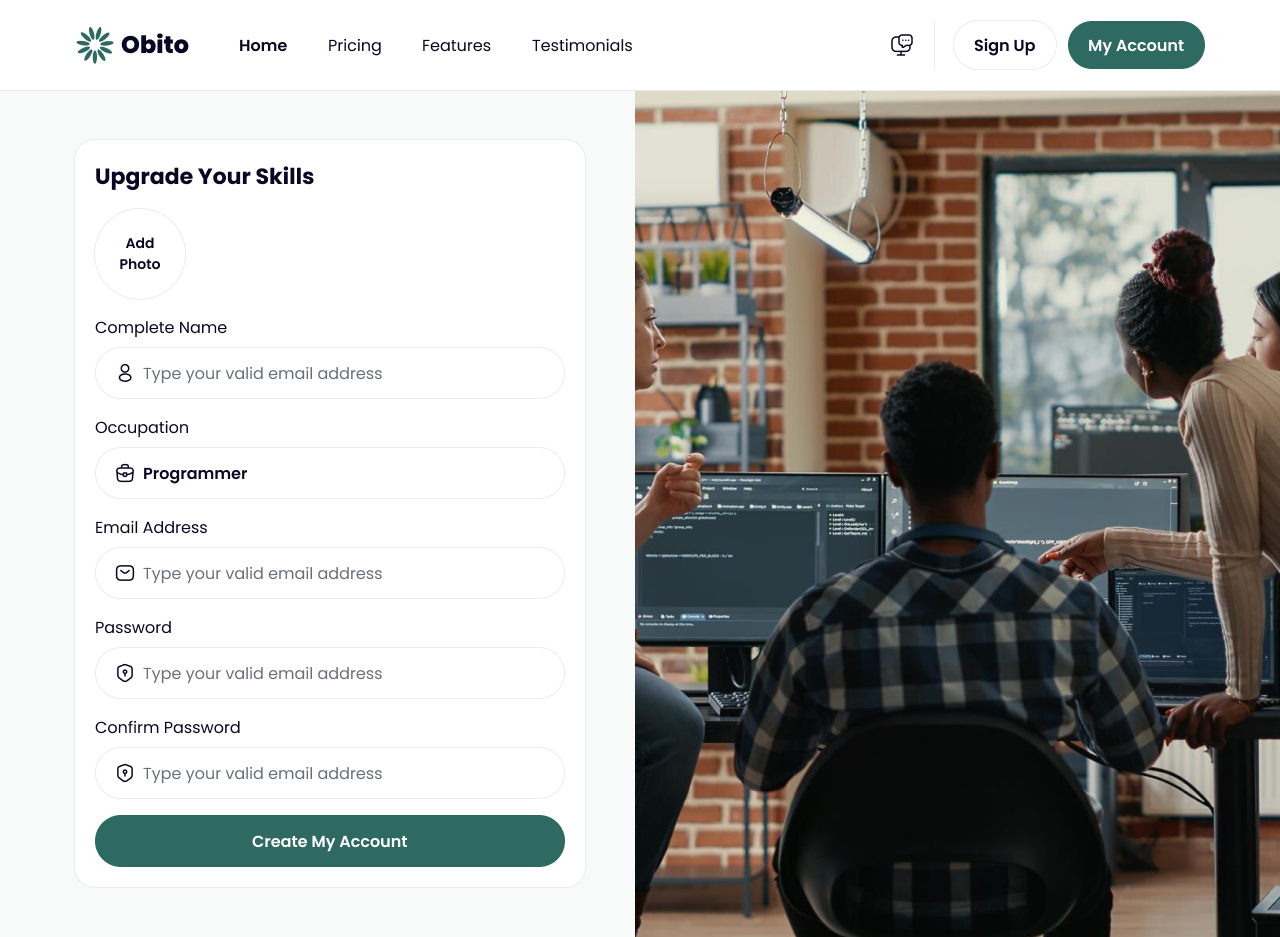 Obito
Home
Pricing
Features
Testimonials
Sign Up
My Account
Upgrade Your Skills
Add
Photo
Complete Name
Type your valid email address
Occupation
Programmer
Email Address
Type your valid email address
Password
Type your valid email address
Confirm Password
Type your valid email address
Create My Account